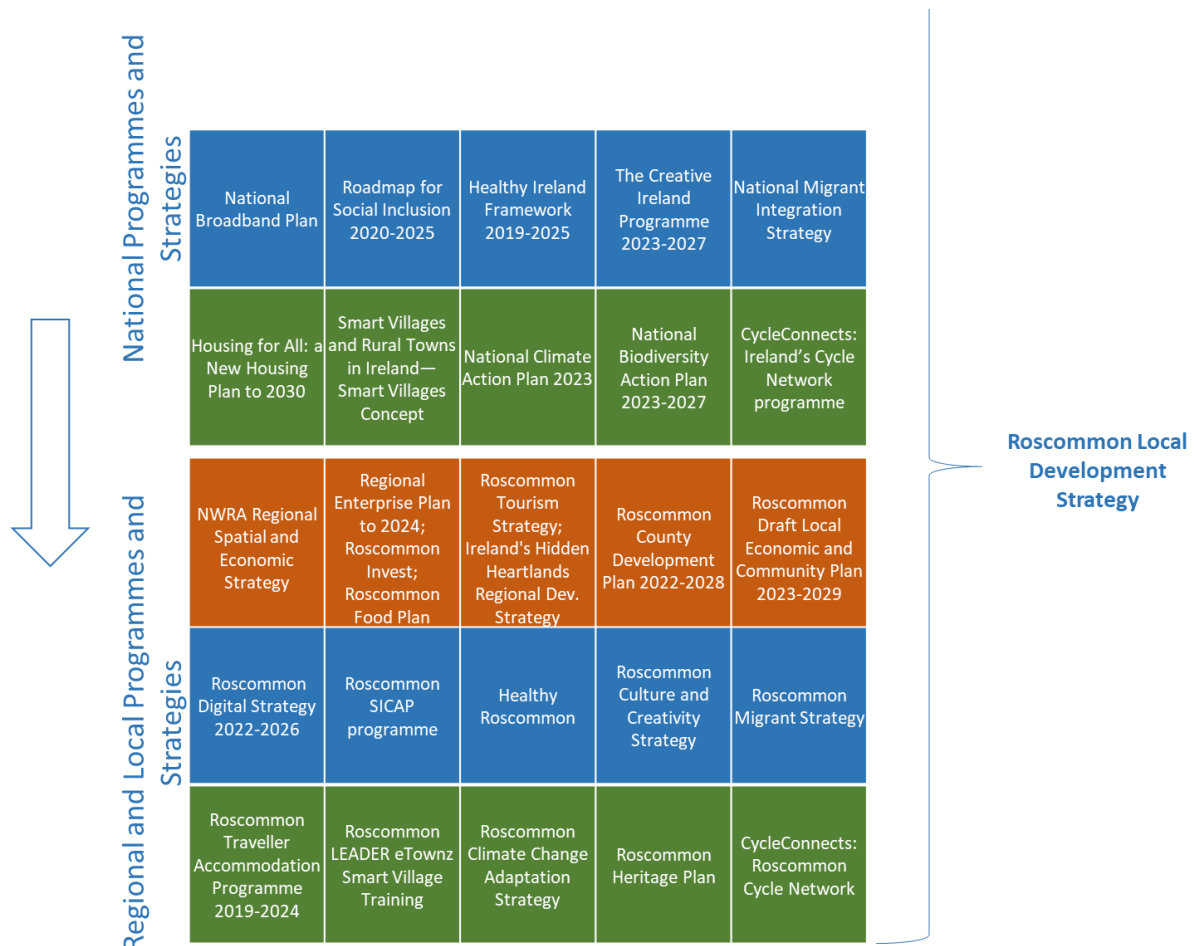 National Programmes and
Strategies
National
Broadband Plan
Roadmap for
Social Inclusion
2020-2025
Healthy Ireland
Framework
2019-2025
The Creative
Ireland
Programme
2023-2027
National Migrant
Integration
Strategy
Housing for All: a
New Housing
Plan to 2030
Smart Villages
and Rural Towns
in Ireland—
Smart Villages
Concept
National Climate
Action Plan 2023
National
Biodiversity
Action Plan
2023-2027
CycleConnects:
Ireland’s Cycle
Network
programme
Regional and Local Programmes and
Strategies
NWRA Regional
Spatial and
Economic
Strategy
Regional
Enterprise Plan
to 2024;
Roscommon
Invest;
Roscommon
Food Plan
Roscommon
Tourism
Strategy;
Ireland's Hidden
Heartlands
Regional Dev.
Strategy
Roscommon
County
Development
Plan 2022-2028
Roscommon
Draft Local
Economic and
Community Plan
2023-2029
Roscommon
Digital Strategy
2022-2026
Roscommon
SICAP
programme
Healthy
Roscommon
Roscommon
Culture and
Creativity
Strategy
Roscommon
Migrant Strategy
Roscommon
Traveller
Accommodation
Programme
2019-2024
Roscommon
LEADER eTownz
Smart Village
Training
Roscommon
Climate Change
Adaptation
Strategy
Roscommon
Heritage Plan
CycleConnects:
Roscommon
Cycle Network
Roscommon Local
Development
Strategy